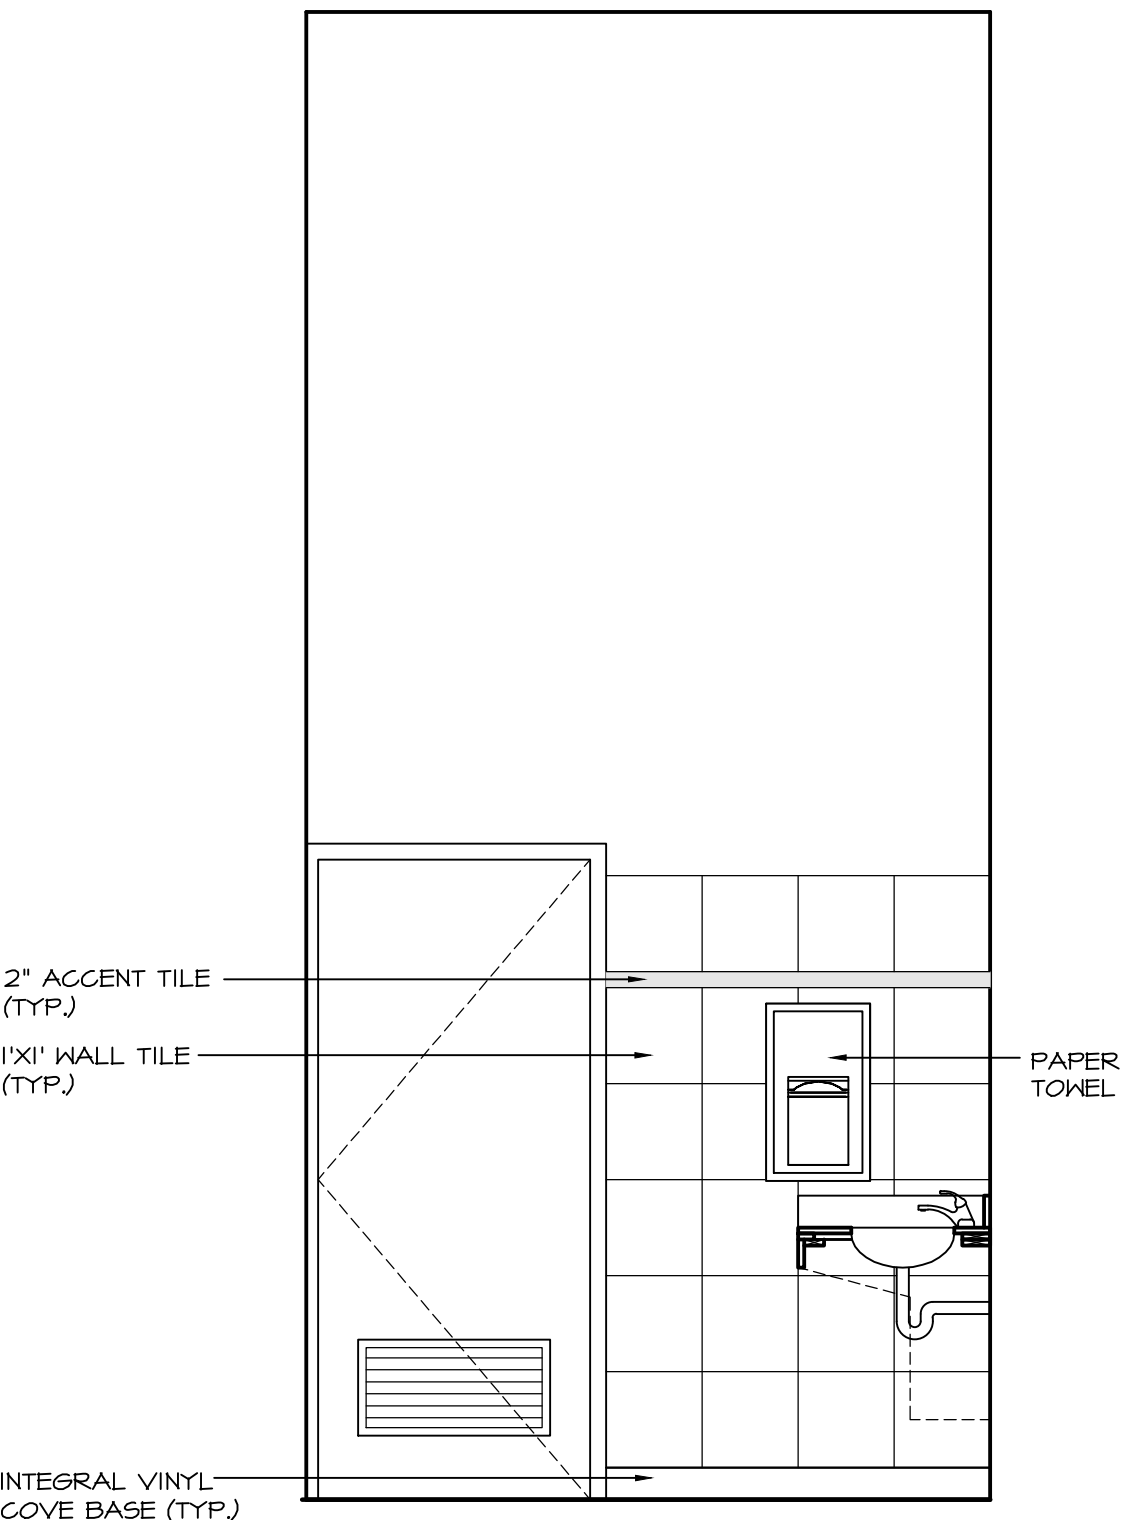 2" ACCENT TILE
(TYP.)
1'X1' WALL TILE
(TYP.)
PAPER
TOWEL
INTEGRAL VINYL
COVE BASE (TYP.)